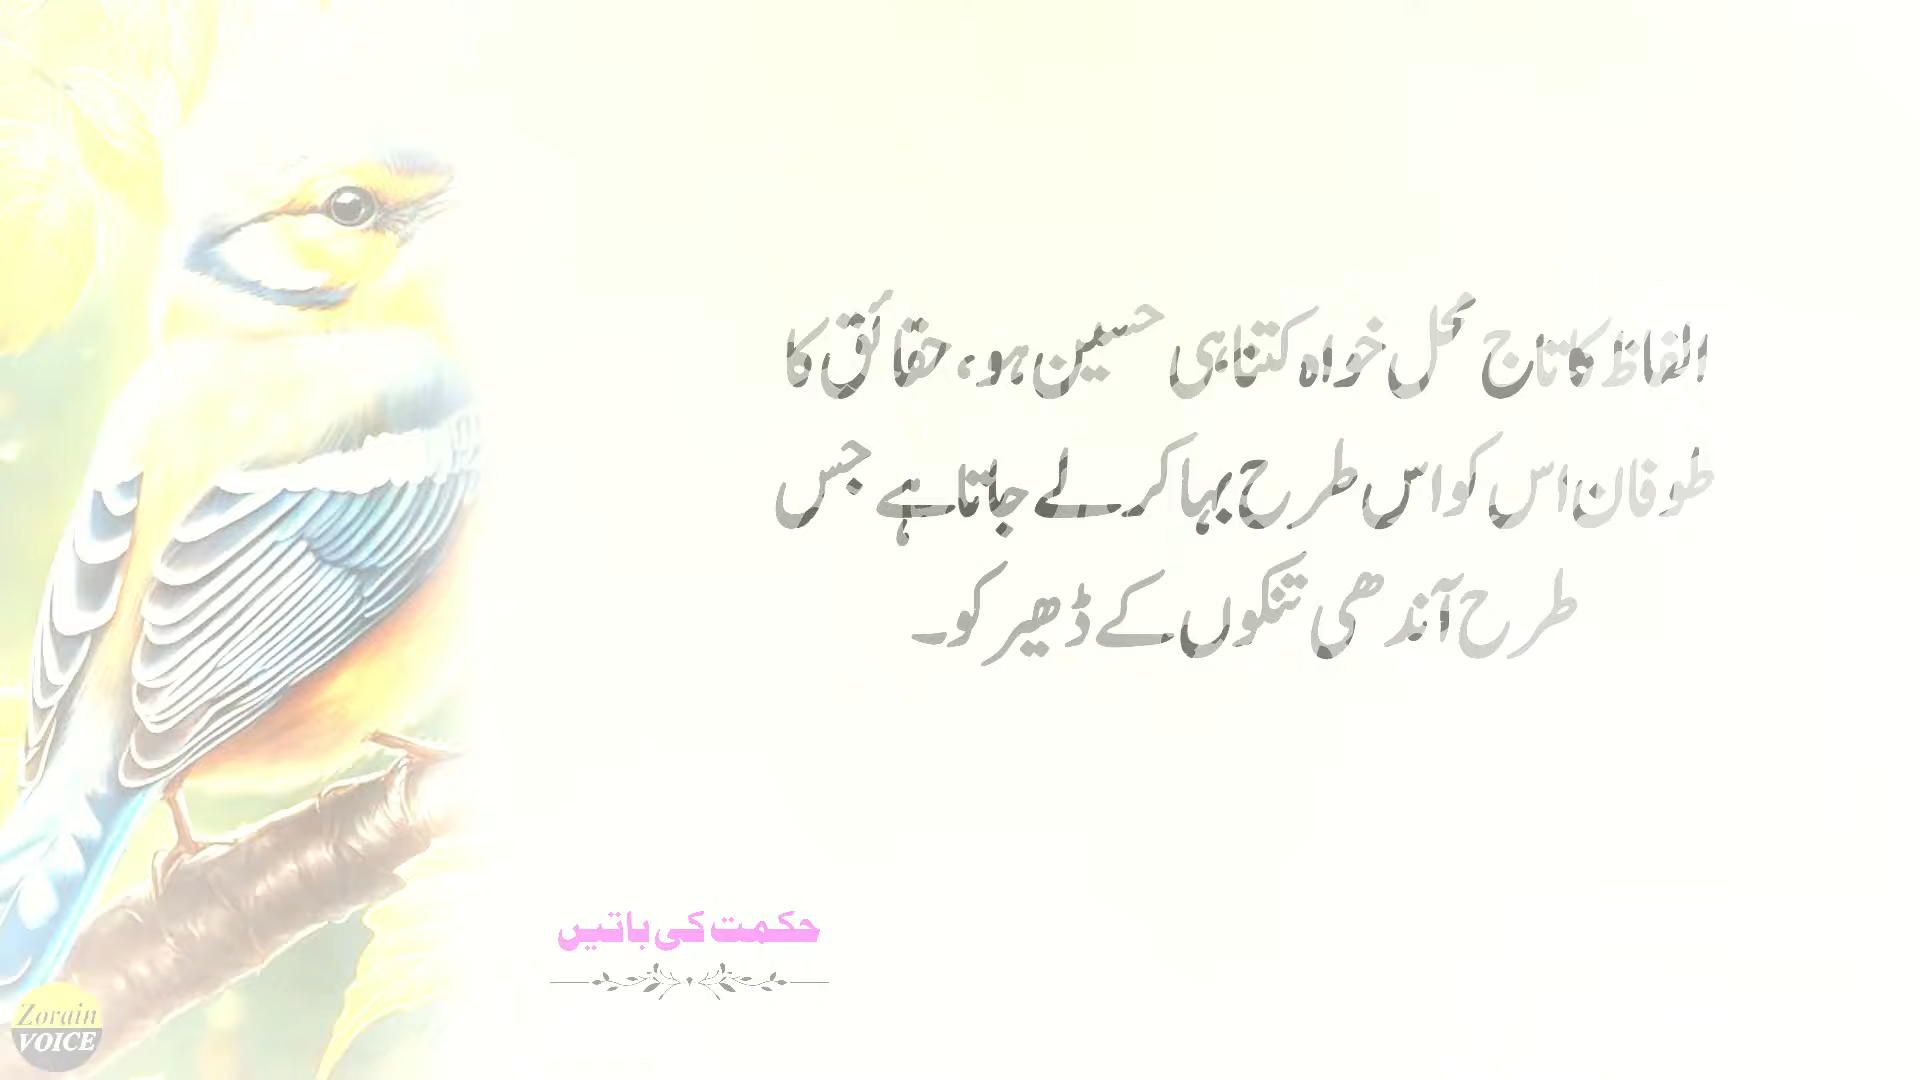 الفاظ کا تاج محل خواہ کتنا ہی حسین ہو، حقائق کا
طوفان اس کو اس طرح بہا کر لے جاتا ہے جس
طرح آندھی تنکوں کے ڈھیر کو۔
حکمت کی باتیں
Zorain
VOICE